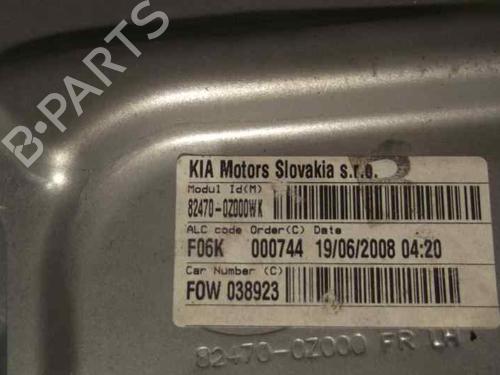 B-PARTS
KIA Motors Slovakia s.r.o.
Modul Id(M)
82470-0Z000WK
ALC code Order(C) Date
F06K 000744 19/06/2008 04:20
Car Number (C)
FOW 038923
82470-0Z000 FR LH